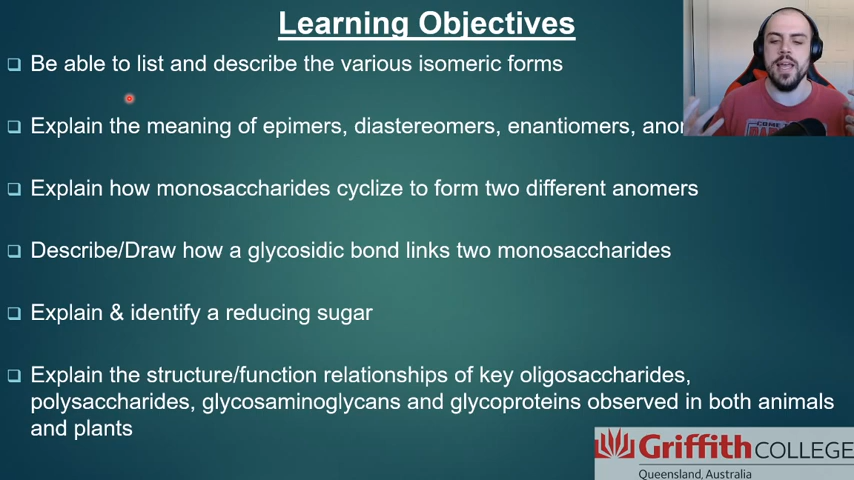 Learning Objectives
Be able to list and describe the various isomeric forms
Explain the meaning of epimers, diastereomers, enantiomers,
Explain how monosaccharides cyclize to form two different anomers
Describe/Draw how a glycosidic bond links two monosaccharides
Explain & identify a reducing sugar
Explain the structure/function relationships of key oligosaccharides,
polysaccharides, glycosaminoglycans and glycoproteins observed in both animals
and plants
COME
Griffith COLLEGE
Queensland, Australia